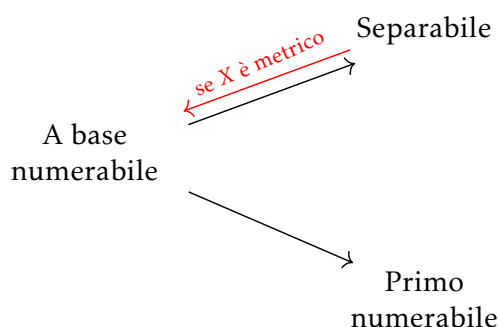 Separabile
se X è metrico
A base
numerabile
Primo
numerabile